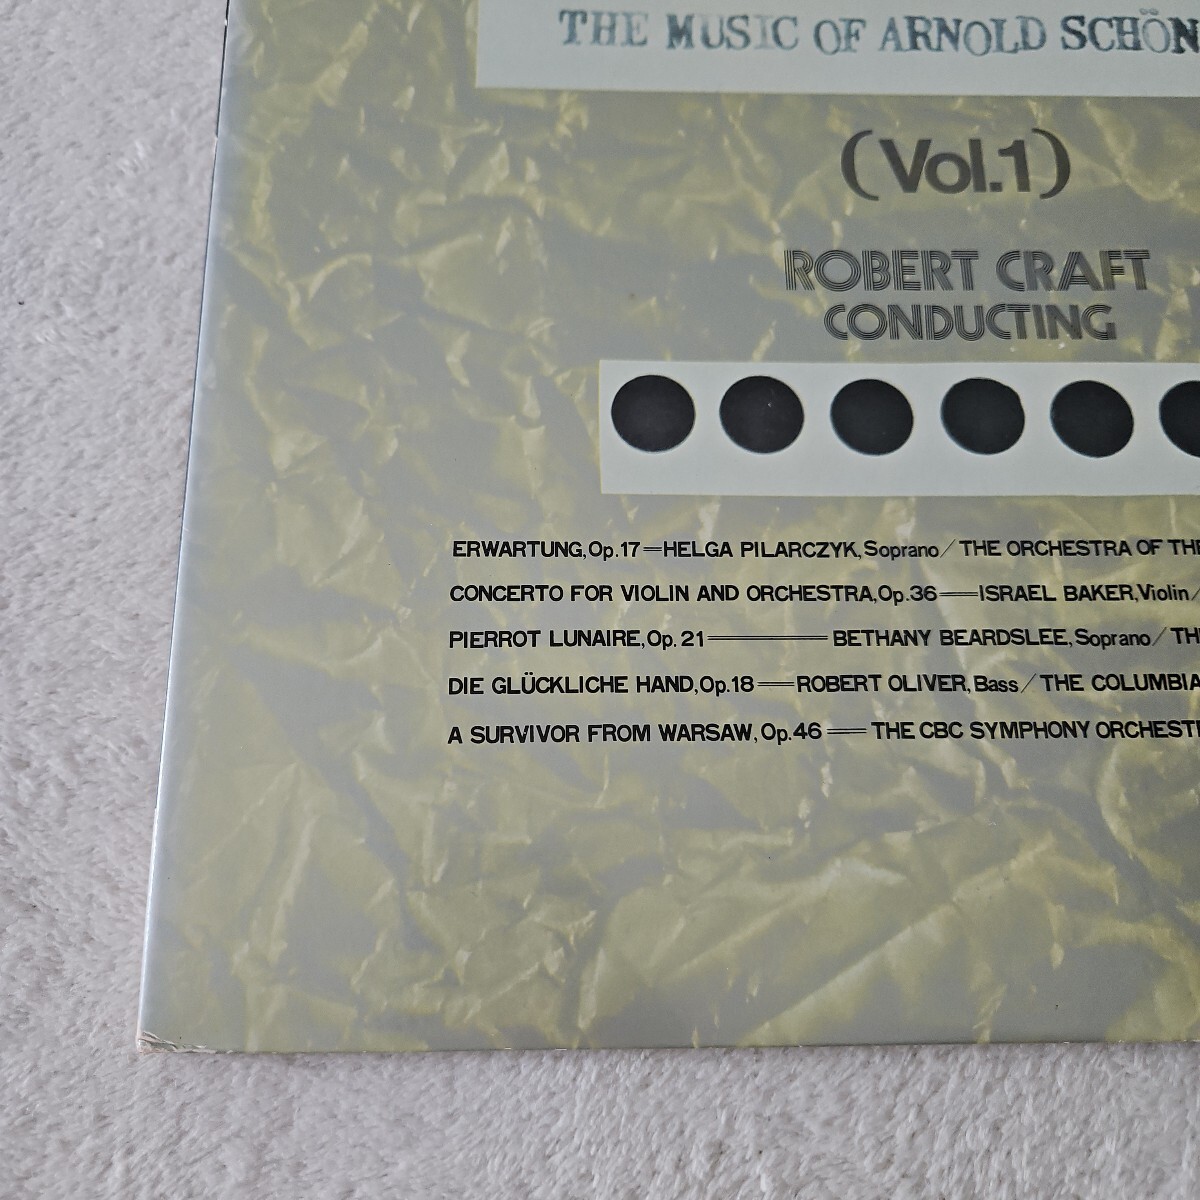 THE MUSIC OF ARNOLD SCHÖN
(Vol.1)
ROBERT CRAFT
CONDUCTING
ERWARTUNG,Op.17=HELGA PILARCZYK,Soprano/THE ORCHESTRA OF THE
CONCERTO FOR VIOLIN AND ORCHESTRA,Op.36═ISRAEL BAKER,Violin/
PIERROT LUNAIRE,Op.21═BETHANY BEARDSLEE,Soprano/TH
DIE GLÜCKLICHE HAND,Op.18═ROBERT OLIVER,Bass/THE COLUMBIA
A SURVIVOR FROM WARSAW,Op.46═THE CBC SYMPHONY ORCHEST